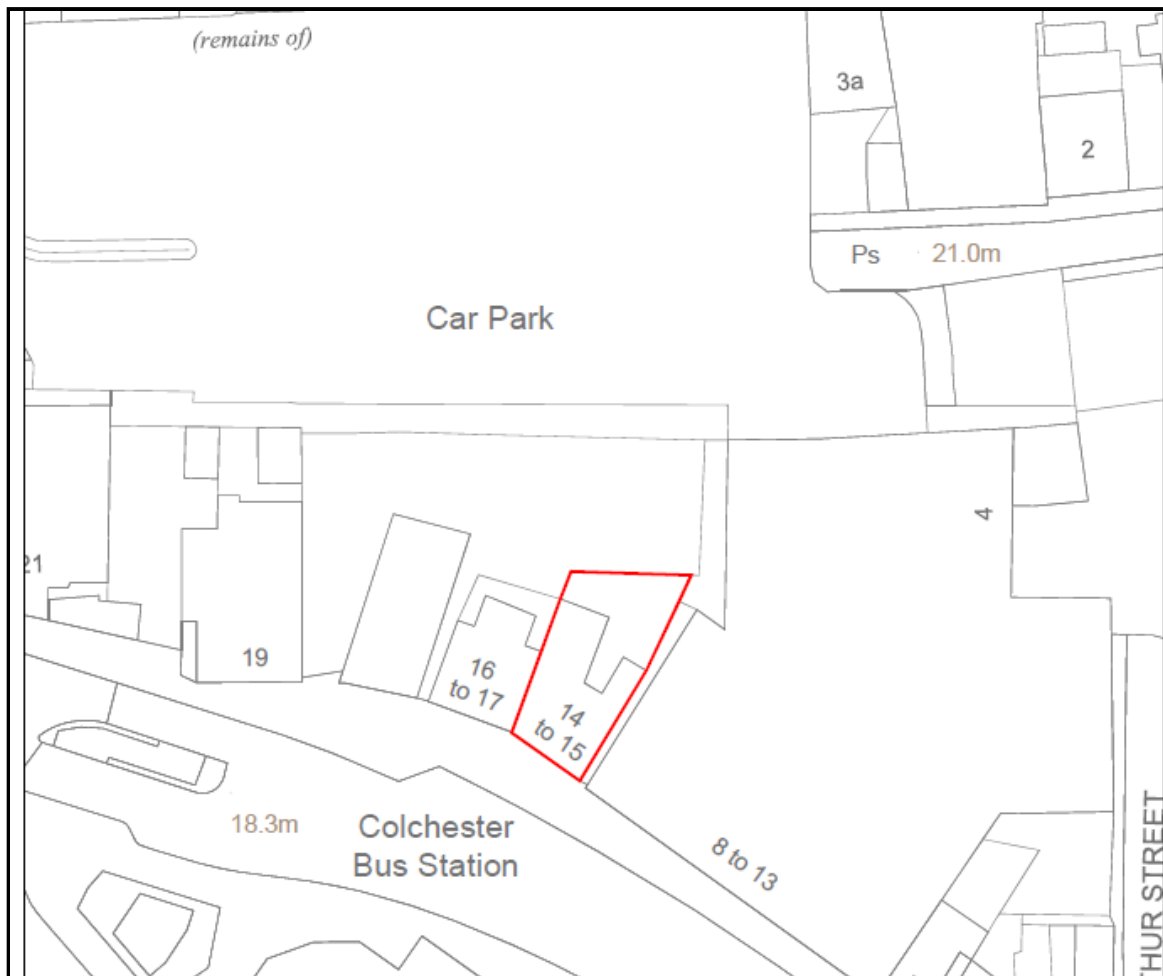 (remains of)
3a
2
Ps
21.0m
Car Park
4
21
19
16
to 17
14
to 15
18.3m
Colchester
Bus Station
8 to 13
THUR STREET